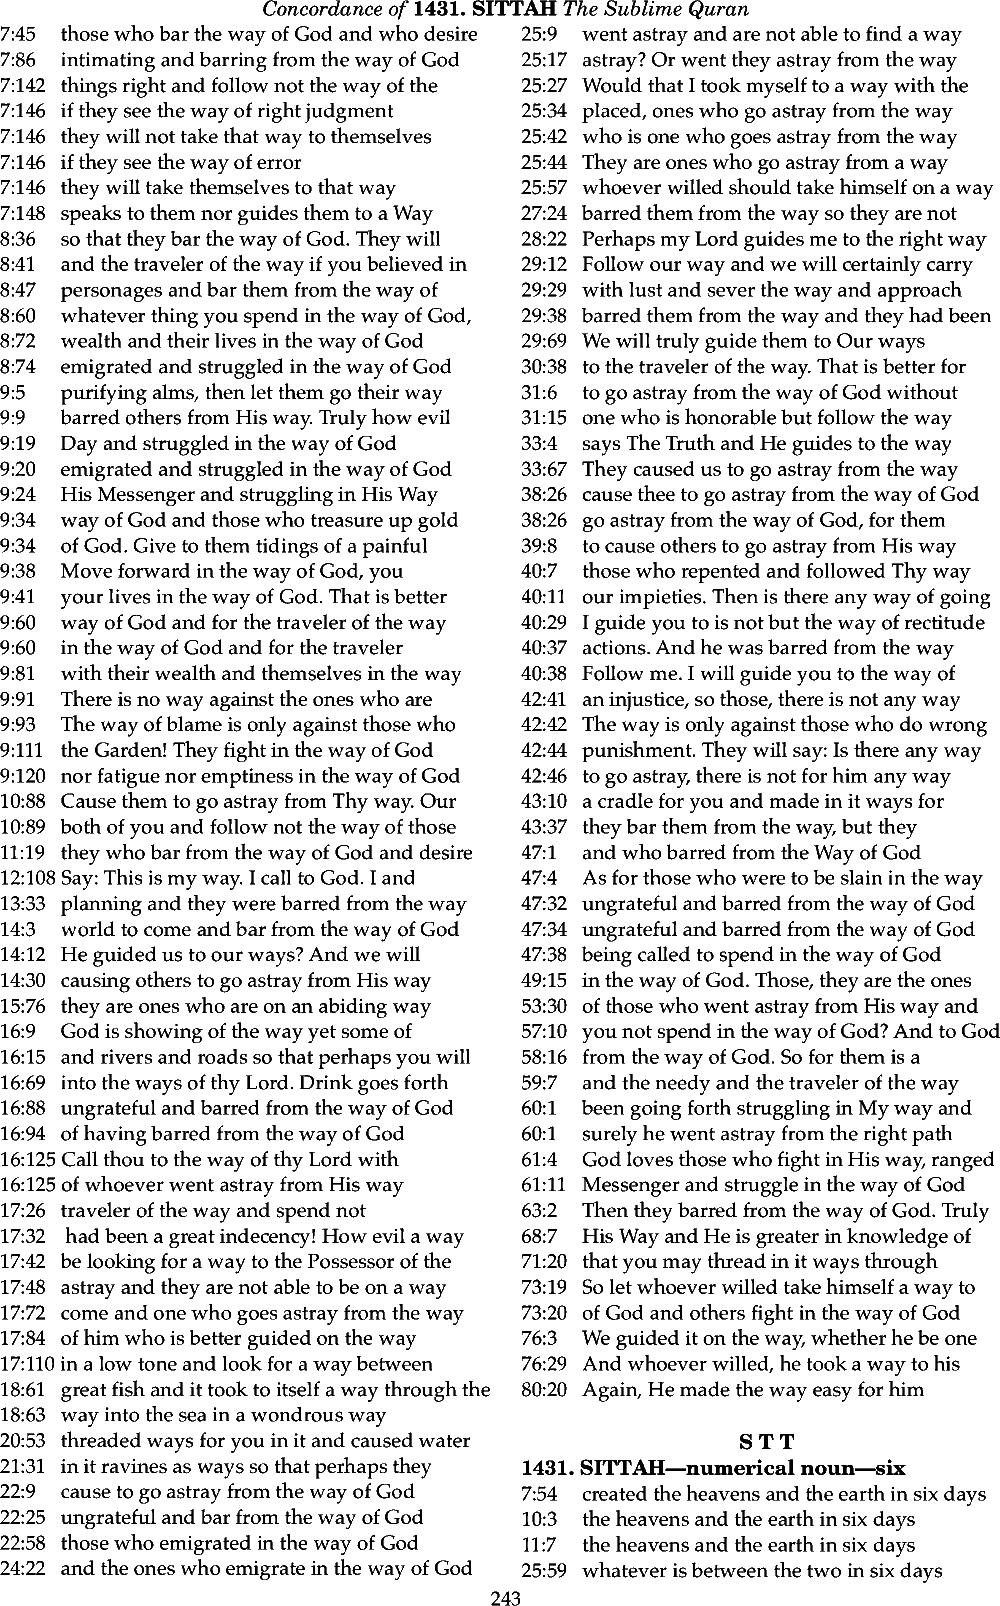 Concordance of 1431. SITTAH The Sublime Quran
7:45 those who bar the way of God and who desire
7:86 intimating and barring from the way of God
7:142 things right and follow not the way of the
7:146 if they see the way of right judgment
7:146 they will not take that way to themselves
7:146 if they see the way of error
7:146 they will take themselves to that way
7:148 speaks to them nor guides them to a Way
8:36 so that they bar the way of God. They will
8:41 and the traveler of the way if you believed in
8:47 personages and bar them from the way of
8:60 whatever thing you spend in the way of God,
8:72 wealth and their lives in the way of God
8:74 emigrated and struggled in the way of God
9:5 purifying alms, then let them go their way
9:9 barred others from His way. Truly how evil
9:19 Day and struggled in the way of God
9:20 emigrated and struggled in the way of God
9:24 His Messenger and struggling in His Way
9:34 way of God and those who treasure up gold
9:34 of God. Give to them tidings of a painful
9:38 Move forward in the way of God, you
9:41 your lives in the way of God. That is better
9:60 way of God and for the traveler of the way
9:60 in the way of God and for the traveler
9:81 with their wealth and themselves in the way
9:91 There is no way against the ones who are
9:93 The way of blame is only against those who
9:111 the Garden! They fight in the way of God
9:120 nor fatigue nor emptiness in the way of God
10:88 Cause them to go astray from Thy way. Our
10:89 both of you and follow not the way of those
11:19 they who bar from the way of God and desire
12:108 Say: This is my way. I call to God. I and
13:33 planning and they were barred from the way
14:3 world to come and bar from the way of God
14:12 He guided us to our ways? And we will
14:30 causing others to go astray from His way
15:76 they are ones who are on an abiding way
16:9 God is showing of the way yet some of
16:15 and rivers and roads so that perhaps you will
16:69 into the ways of thy Lord. Drink goes forth
16:88 ungrateful and barred from the way of God
16:94 of having barred from the way of God
16:125 Call thou to the way of thy Lord with
16:125 of whoever went astray from His way
17:26 traveler of the way and spend not
17:32 had been a great indecency! How evil a way
17:42 be looking for a way to the Possessor of the
17:48 astray and they are not able to be on a way
17:72 come and one who goes astray from the way
17:84 of him who is better guided on the way
17:110 in a low tone and look for a way between
18:61 great fish and it took to itself a way through the
18:63 way into the sea in a wondrous way
20:53 threaded ways for you in it and caused water
21:31 in it ravines as ways so that perhaps they
22:9 cause to go astray from the way of God
22:25 ungrateful and bar from the way of God
22:58 those who emigrated in the way of God
24:22 and the ones who emigrate in the way of God
25:9 went astray and are not able to find a way
25:17 astray? Or went they astray from the way
25:27 Would that I took myself to a way with the
25:34 placed, ones who go astray from the way
25:42 who is one who goes astray from the way
25:44 They are ones who go astray from a way
25:57 whoever willed should take himself on a way
27:24 barred them from the way so they are not
28:22 Perhaps my Lord guides me to the right way
29:12 Follow our way and we will certainly carry
29:29 with lust and sever the way and approach
29:38 barred them from the way and they had been
29:69 We will truly guide them to Our ways
30:38 to the traveler of the way. That is better for
31:6 to go astray from the way of God without
31:15 one who is honorable but follow the way
33:4 says The Truth and He guides to the way
33:67 They caused us to go astray from the way
38:26 cause thee to go astray from the way of God
38:26 go astray from the way of God, for them
39:8 to cause others to go astray from His way
40:7 those who repented and followed Thy way
40:11 our impieties. Then is there any way of going
40:29 I guide you to is not but the way of rectitude
40:37 actions. And he was barred from the way
40:38 Follow me. I will guide you to the way of
42:41 an injustice, so those, there is not any way
42:42 The way is only against those who do wrong
42:44 punishment. They will say: Is there any way
42:46 to go astray, there is not for him any way
43:10 a cradle for you and made in it ways for
43:37 they bar them from the way, but they
47:1 and who barred from the Way of God
47:4 As for those who were to be slain in the way
47:32 ungrateful and barred from the way of God
47:34 ungrateful and barred from the way of God
47:38 being called to spend in the way of God
49:15 in the way of God. Those, they are the ones
53:30 of those who went astray from His way and
57:10 you not spend in the way of God? And to God
58:16 from the way of God. So for them is a
59:7 and the needy and the traveler of the way
60:1 been going forth struggling in My way and
60:1 surely he went astray from the right path
61:4 God loves those who fight in His way, ranged
61:11 Messenger and struggle in the way of God
63:2 Then they barred from the way of God. Truly
68:7 His Way and He is greater in knowledge of
71:20 that you may thread in it ways through
73:19 So let whoever willed take himself a way to
73:20 of God and others fight in the way of God
76:3 We guided it on the way, whether he be one
76:29 And whoever willed, he took a way to his
80:20 Again, He made the way easy for him
S T T
1431. SITTAH—numerical noun—six
7:54 created the heavens and the earth in six days
10:3 the heavens and the earth in six days
11:7 the heavens and the earth in six days
25:59 whatever is between the two in six days
243